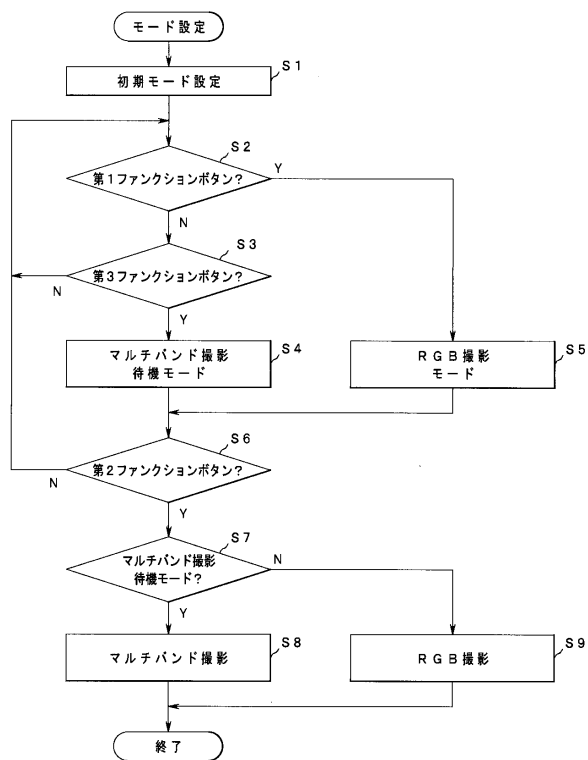 モード設定
S1
初期モード設定
S2
第1ファンクションボタン?
Y
N
S3
第3ファンクションボタン?
N
Y
S4
マルチバンド撮影
待機モード
S5
RGB撮影
モード
S6
第2ファンクションボタン?
N
Y
S7
マルチバンド撮影
待機モード?
N
Y
S8
マルチバンド撮影
S9
RGB撮影
終了